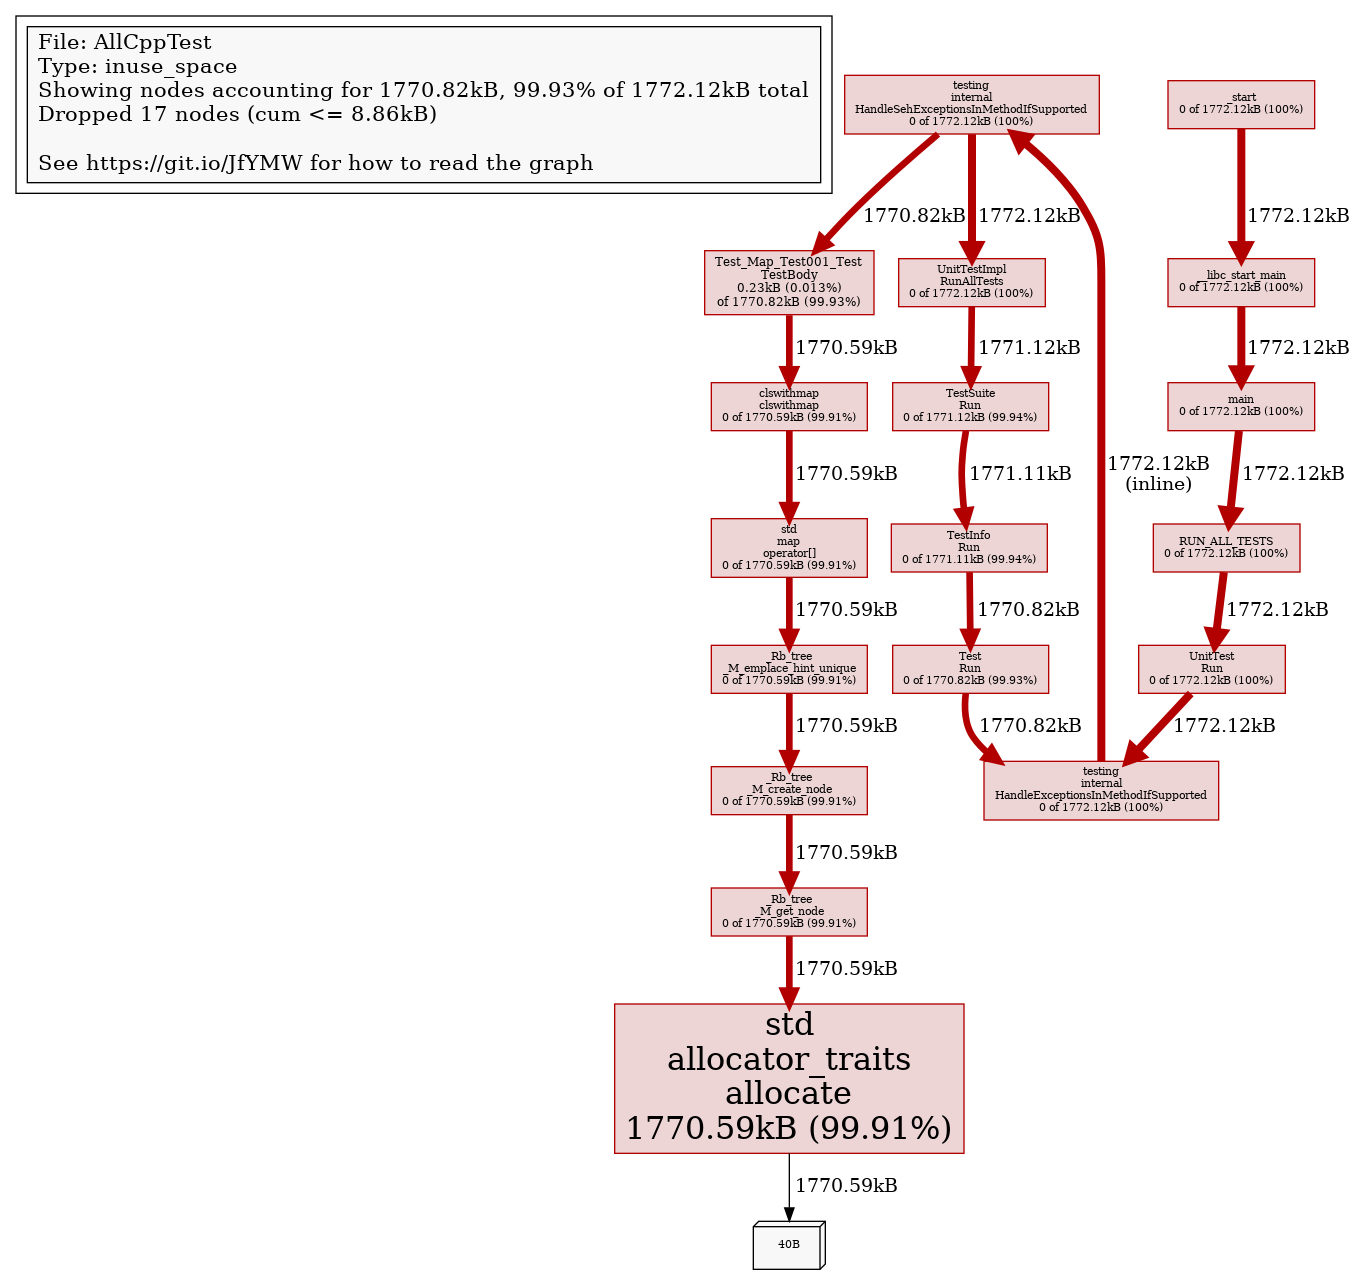 File: AllCppTest
Type: inuse_space
Showing nodes accounting for 1770.82kB, 99.93% of 1772.12kB total
Dropped 17 nodes (cum <= 8.86kB)
See https://git.io/JfYMW for how to read the graph
testing
internal
HandleSehExceptionsInMethodIfSupported
0 of 1772.12kB (100%)
_start
0 of 1772.12kB (100%)
1770.82kB
1772.12kB
1772.12kB
Test_Map_Test001_Test
TestBody
0.23kB (0.013%)
of 1770.82kB (99.93%)
UnitTestImpl
RunAllTests
0 of 1772.12kB (100%)
__libc_start_main
0 of 1772.12kB (100%)
1770.59kB
1771.12kB
1772.12kB
clswithmap
clswithmap
0 of 1770.59kB (99.91%)
TestSuite
Run
0 of 1771.12kB (99.94%)
main
0 of 1772.12kB (100%)
1770.59kB
1771.11kB
1772.12kB
(inline)
1772.12kB
std
map
operator[]
0 of 1770.59kB (99.91%)
TestInfo
Run
0 of 1771.11kB (99.94%)
RUN_ALL_TESTS
0 of 1772.12kB (100%)
1770.59kB
1770.82kB
1772.12kB
_Rb_tree
_M_emplace_hint_unique
0 of 1770.59kB (99.91%)
Test
Run
0 of 1770.82kB (99.93%)
UnitTest
Run
0 of 1772.12kB (100%)
1770.59kB
1770.82kB
1772.12kB
_Rb_tree
_M_create_node
0 of 1770.59kB (99.91%)
testing
internal
HandleExceptionsInMethodIfSupported
0 of 1772.12kB (100%)
1770.59kB
_Rb_tree
_M_get_node
0 of 1770.59kB (99.91%)
1770.59kB
std
allocator_traits
allocate
1770.59kB (99.91%)
1770.59kB
40B